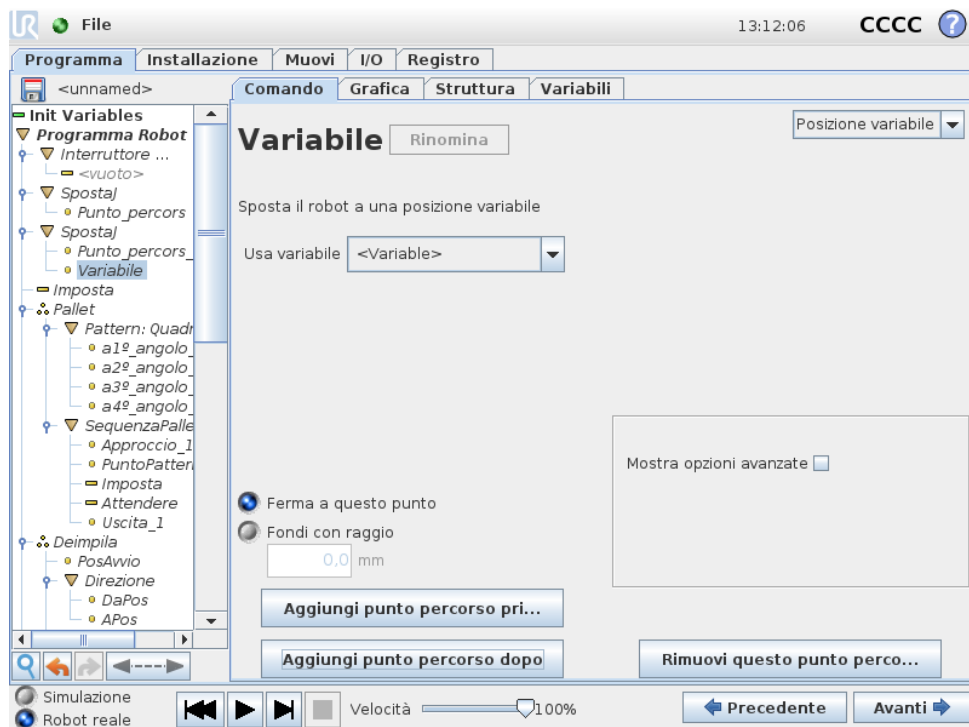 UR File 13:12:06 CCCC ?
Programma Installazione Muovi I/O Registro
<unnamed> Comando Grafica Struttura Variabili
Init Variables
Programma Robot
Interruttore ...
<vuoto>
SpostaJ
Punto_percors
SpostaJ
Punto_percors_
Variabile
Imposta
Pallet
Pattern: Quadr
a1º_angolo_
a2º_angolo_
a3º_angolo_
a4º_angolo_
SequenzaPalle
Approccio_1
PuntoPatter
Imposta
Attendere
Uscita_1
Deimpila
PosAvvio
Direzione
DaPos
APos
Variabile Rinomina Posizione variabile
Sposta il robot a una posizione variabile
Usa variabile <Variable>
Mostra opzioni avanzate
Ferma a questo punto
Fondi con raggio
0,0 mm
Aggiungi punto percorso pri...
Aggiungi punto percorso dopo Rimuovi questo punto perco...
Simulazione
Robot reale
Velocità 100% Precedente Avanti